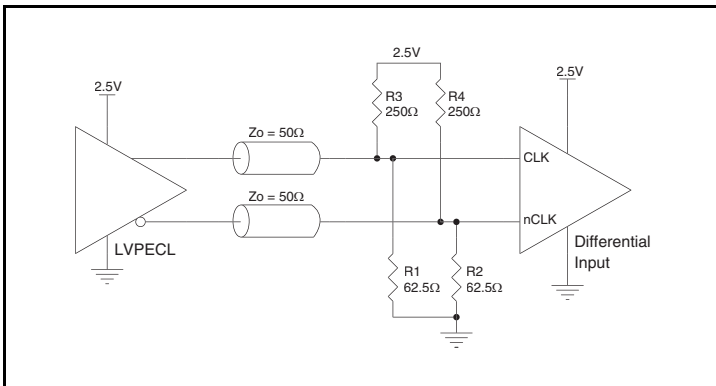 2.5V
2.5V
2.5V
R3
250Ω
R4
250Ω
Zo = 50Ω
CLK
Zo = 50Ω
nCLK
LVPECL
Differential
Input
R1
62.5Ω
R2
62.5Ω